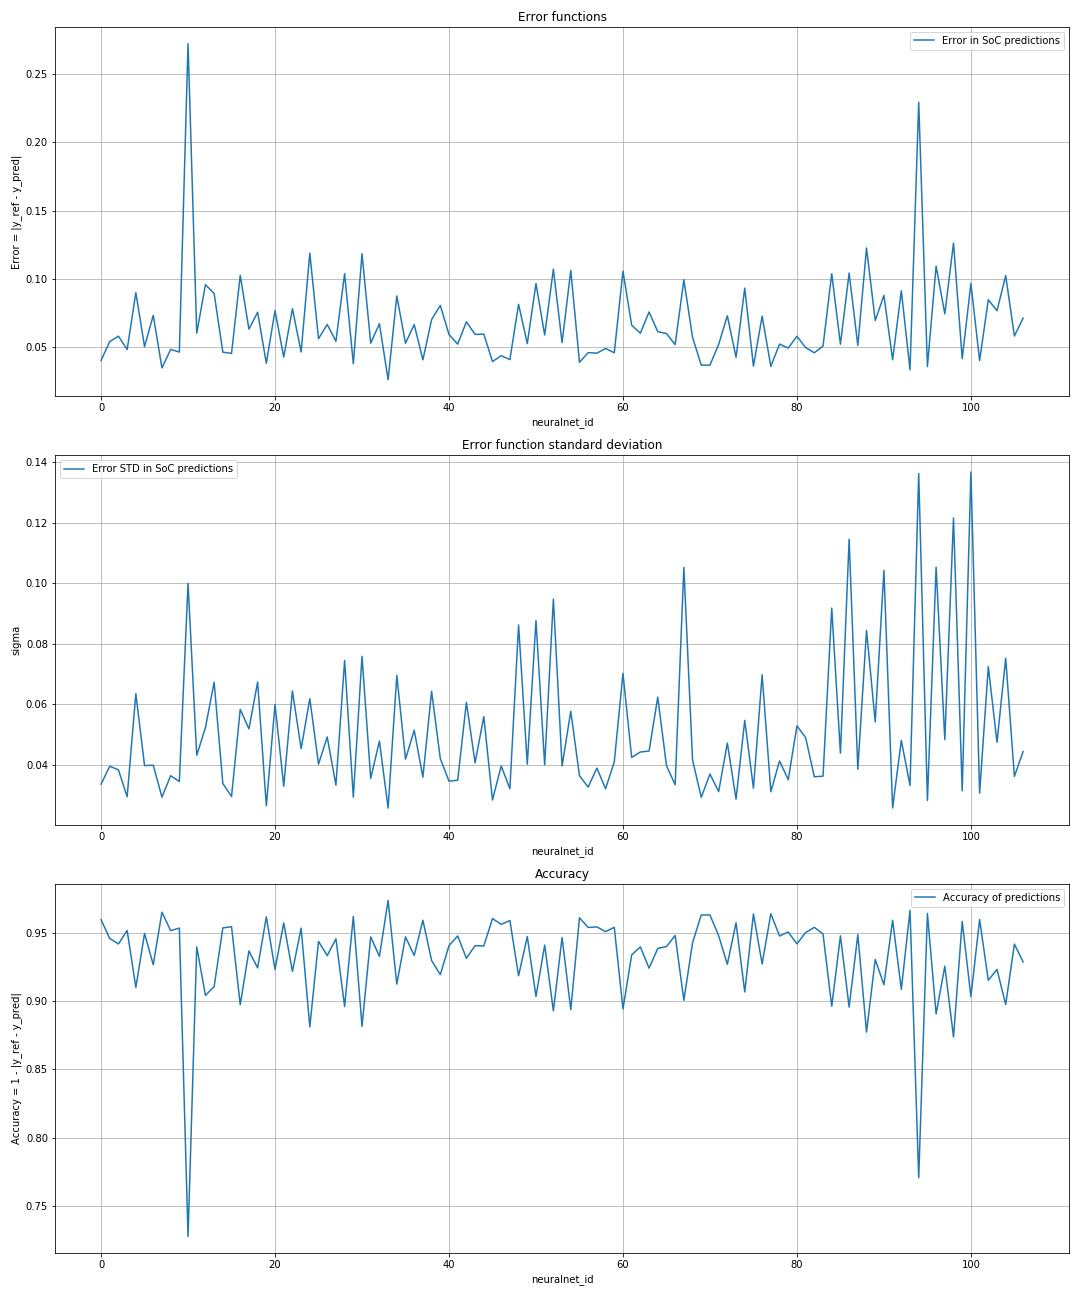 Error functions
Error in SoC predictions
Error = |y_ref - y_pred|
0.25
0.20
0.15
0.10
0.05
0 20 40 60 80 100
neuralnet_id
Error function standard deviation
Error STD in SoC predictions
sigma
0.14
0.12
0.10
0.08
0.06
0.04
0 20 40 60 80 100
neuralnet_id
Accuracy
Accuracy of predictions
Accuracy = 1 - |y_ref - y_pred|
0.95
0.90
0.85
0.80
0.75
0 20 40 60 80 100
neuralnet_id